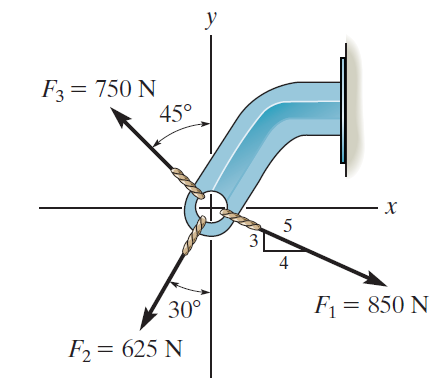 y
F₃ = 750 N
45°
x
5
3
4
30°
F₁ = 850 N
F₂ = 625 N